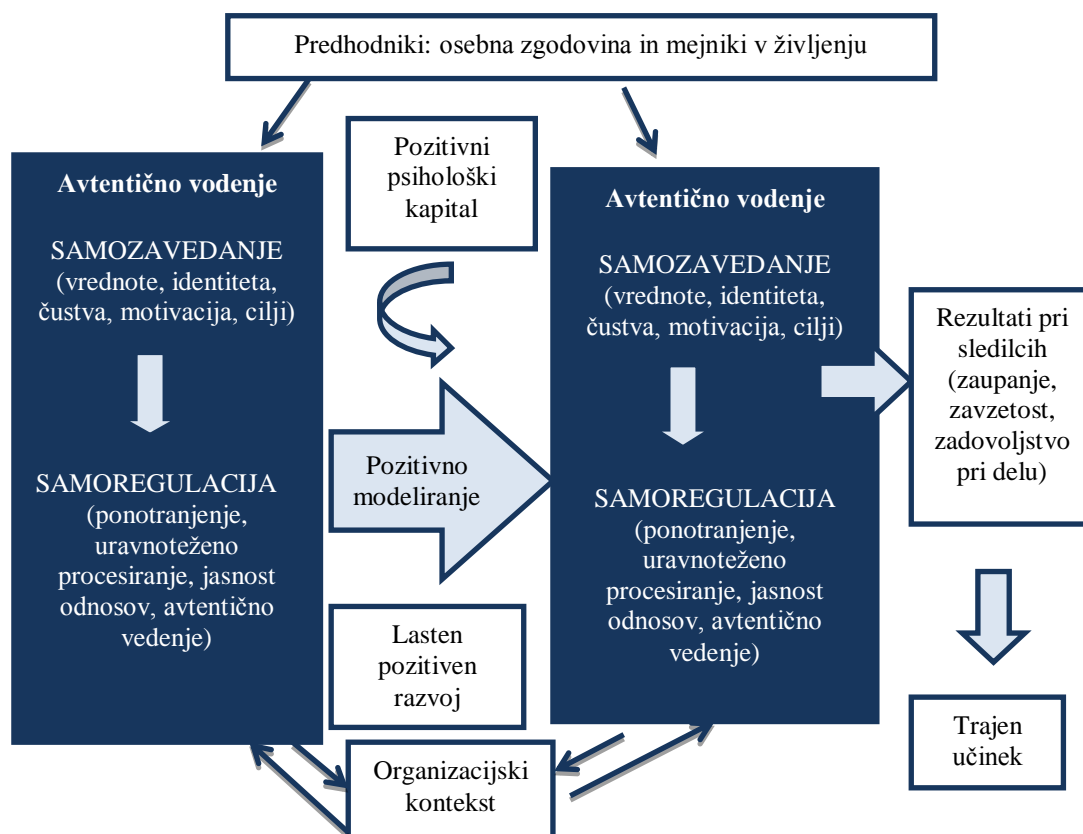 Predhodniki: osebna zgodovina in mejniki v življenju
Avtentično vodenje
SAMOZAVEDANJE
(vrednote, identiteta,
čustva, motivacija, cilji)
SAMOREGULACIJA
(ponotranjenje,
uravnoteženo
procesiranje, jasnost
odnosov, avtentično
vedenje)
Pozitivni
psihološki
kapital
Pozitivno
modeliranje
Lasten
pozitiven
razvoj
Organizacijski
kontekst
Avtentično vodenje
SAMOZAVEDANJE
(vrednote, identiteta,
čustva, motivacija, cilji)
SAMOREGULACIJA
(ponotranjenje,
uravnoteženo
procesiranje, jasnost
odnosov, avtentično
vedenje)
Rezultati pri
sledilcih
(zaupanje,
zavzetost,
zadovoljstvo
pri delu)
Trajen
učinek